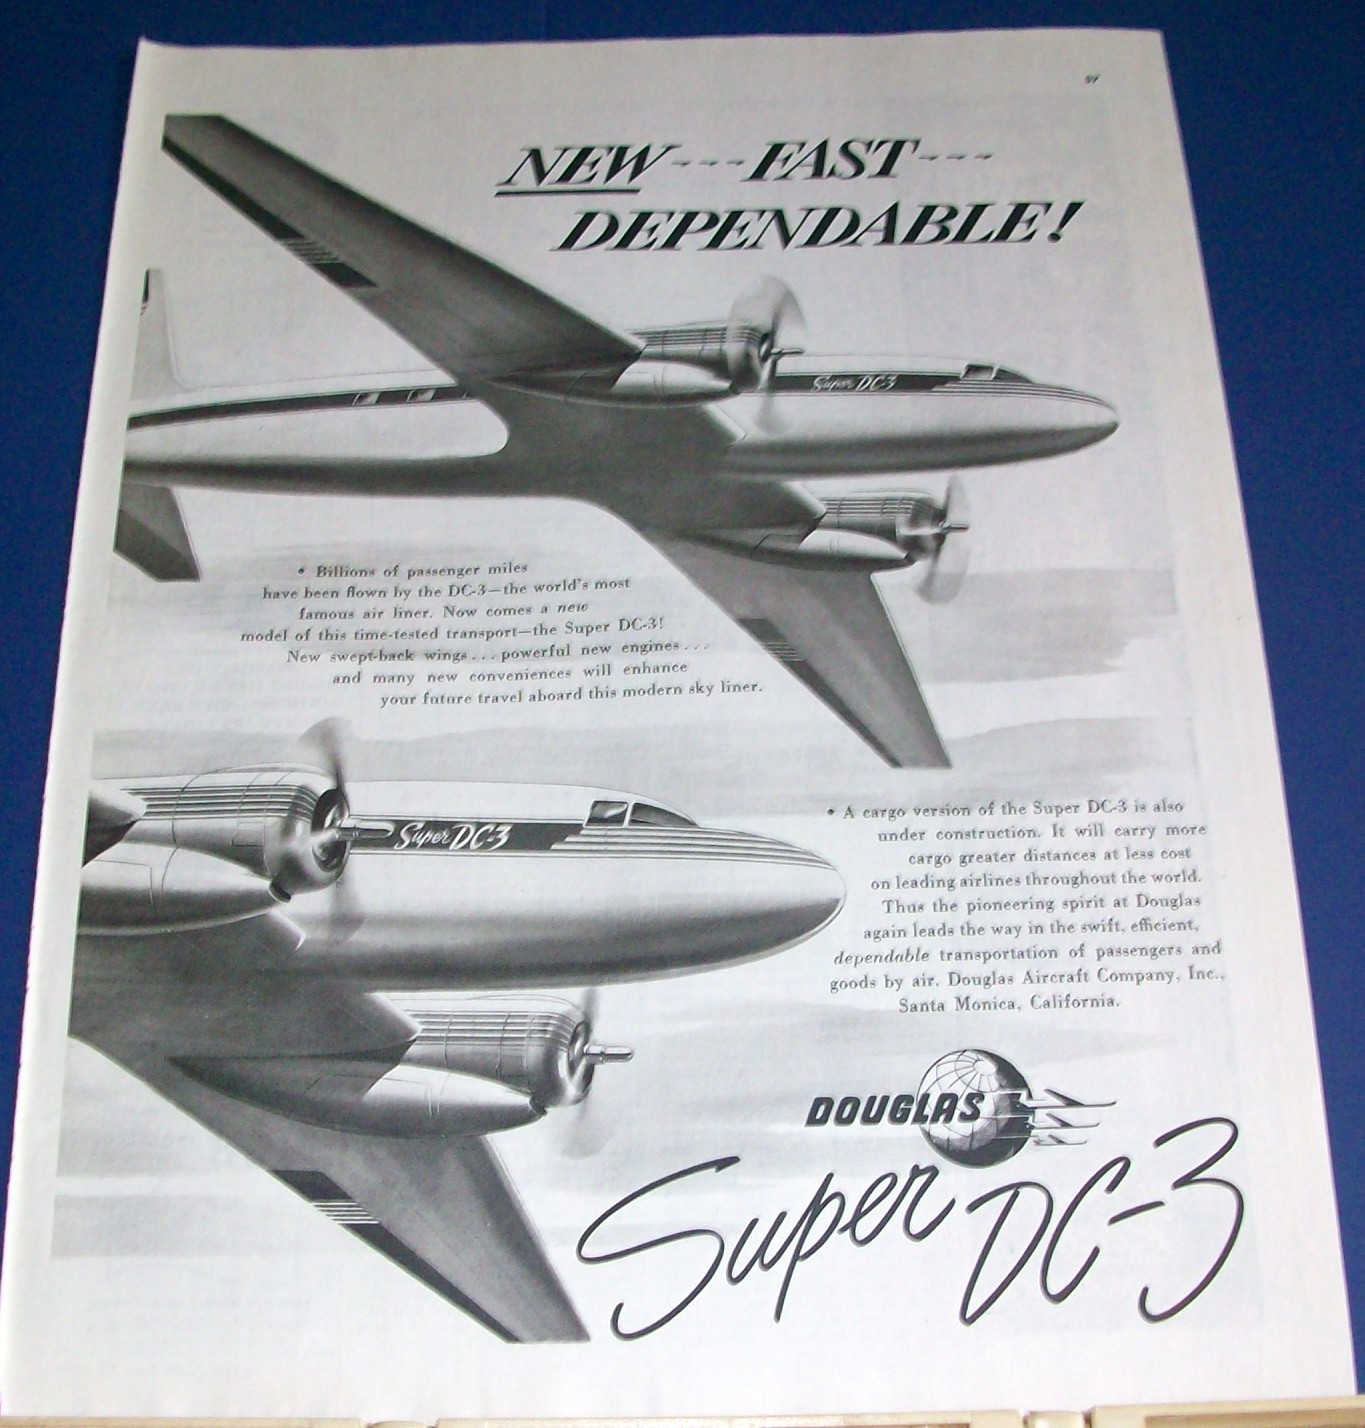 97
NEW---FAST---
DEPENDABLE!
Super DC-3
• Billions of passenger miles
have been flown by the DC-3—the world's most
famous air liner. Now comes a new
model of this time-tested transport—the Super DC-3!
New swept-back wings...powerful new engines...
and many new conveniences will enhance
your future travel aboard this modern sky liner.
Super DC-3
• A cargo version of the Super DC-3 is also
under construction. It will carry more
cargo greater distances at less cost
on leading airlines throughout the world.
Thus the pioneering spirit at Douglas
again leads the way in the swift, efficient,
dependable transportation of passengers and
goods by air. Douglas Aircraft Company, Inc.,
Santa Monica, California.
DOUGLAS
Super DC-3